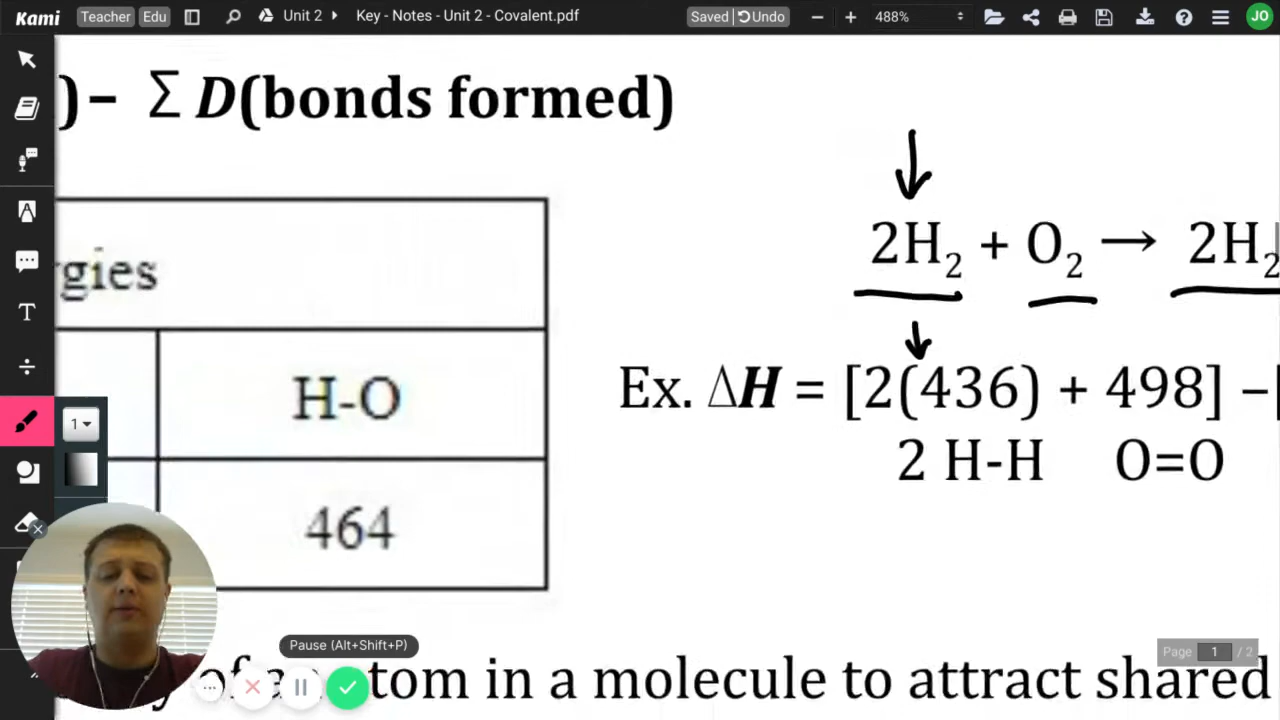 Kami Teacher Edu Unit 2 Key - Notes - Unit 2 - Covalent.pdf Saved Undo 488% JO
) – Σ D(bonds formed)
gies
2H₂ + O₂ → 2H₂
H-O
Ex. ΔH = [2(436) + 498] –
2 H-H O=O
464
1
Pause (Alt+Shift+P)
Page 1 / 2
tom in a molecule to attract shared